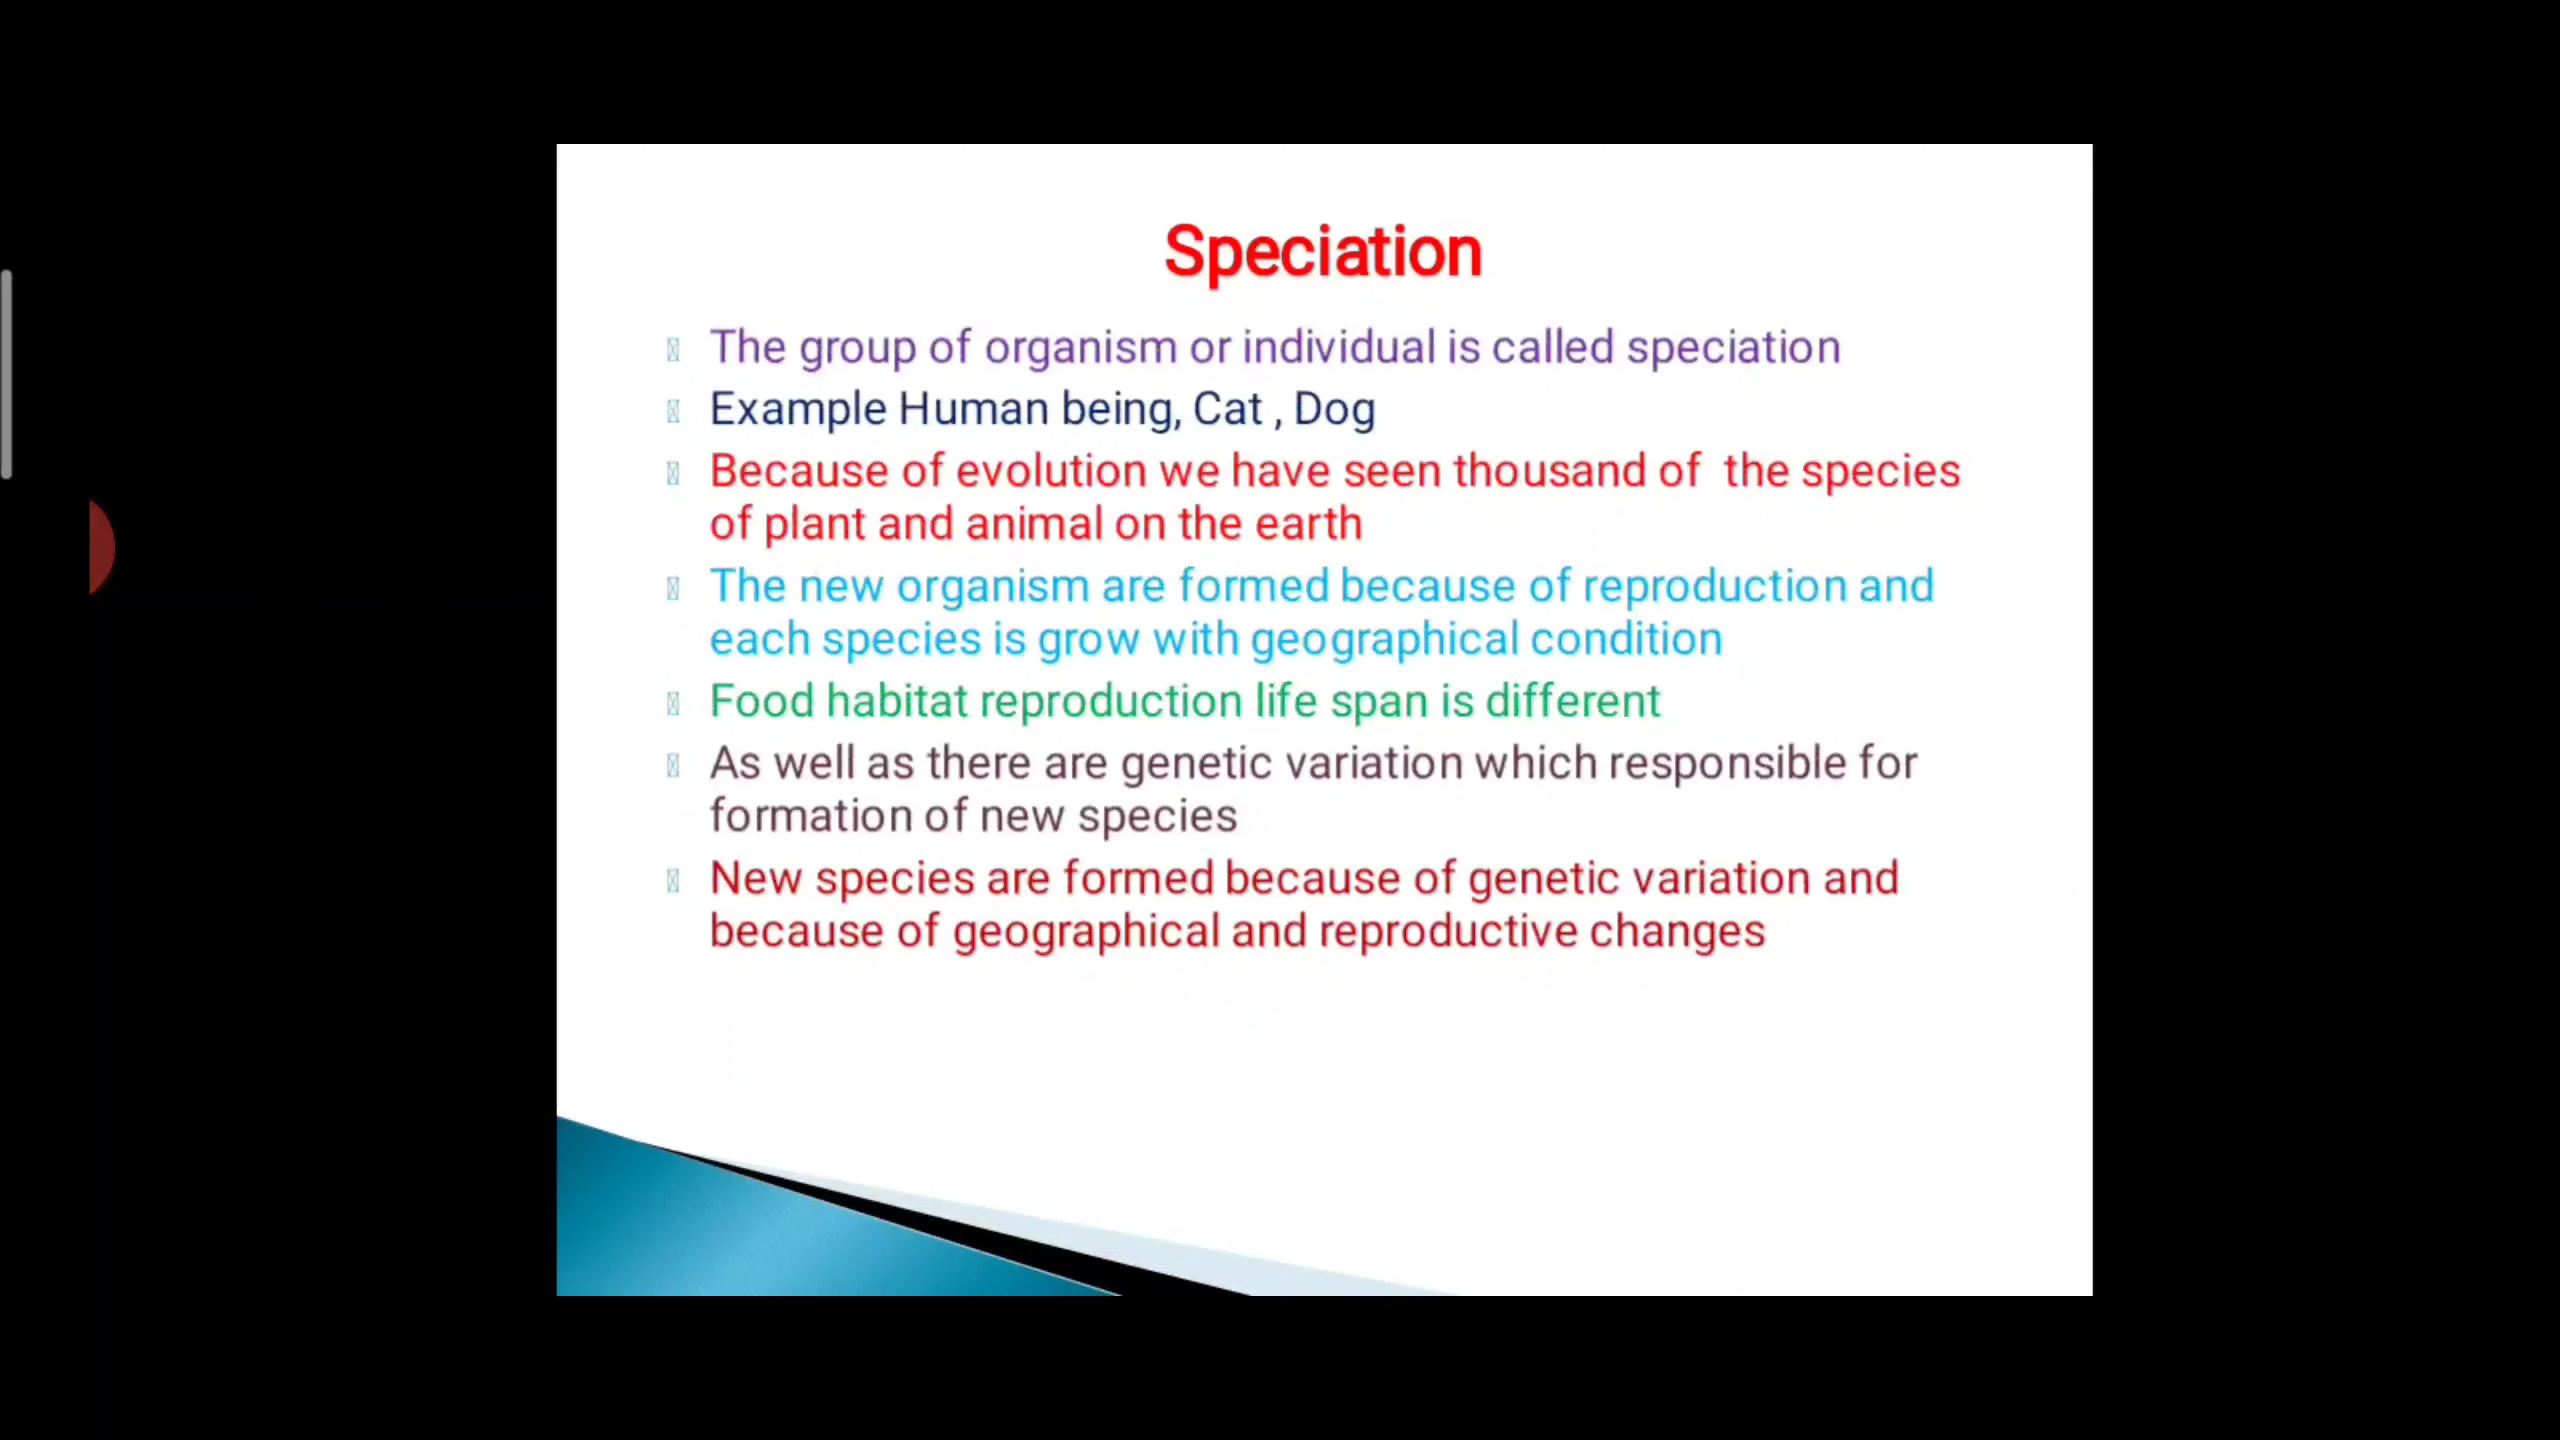 Speciation
The group of organism or individual is called speciation
Example Human being, Cat , Dog
Because of evolution we have seen thousand of  the species
of plant and animal on the earth
The new organism are formed because of reproduction and
each species is grow with geographical condition
Food habitat reproduction life span is different
As well as there are genetic variation which responsible for
formation of new species
New species are formed because of genetic variation and
because of geographical and reproductive changes